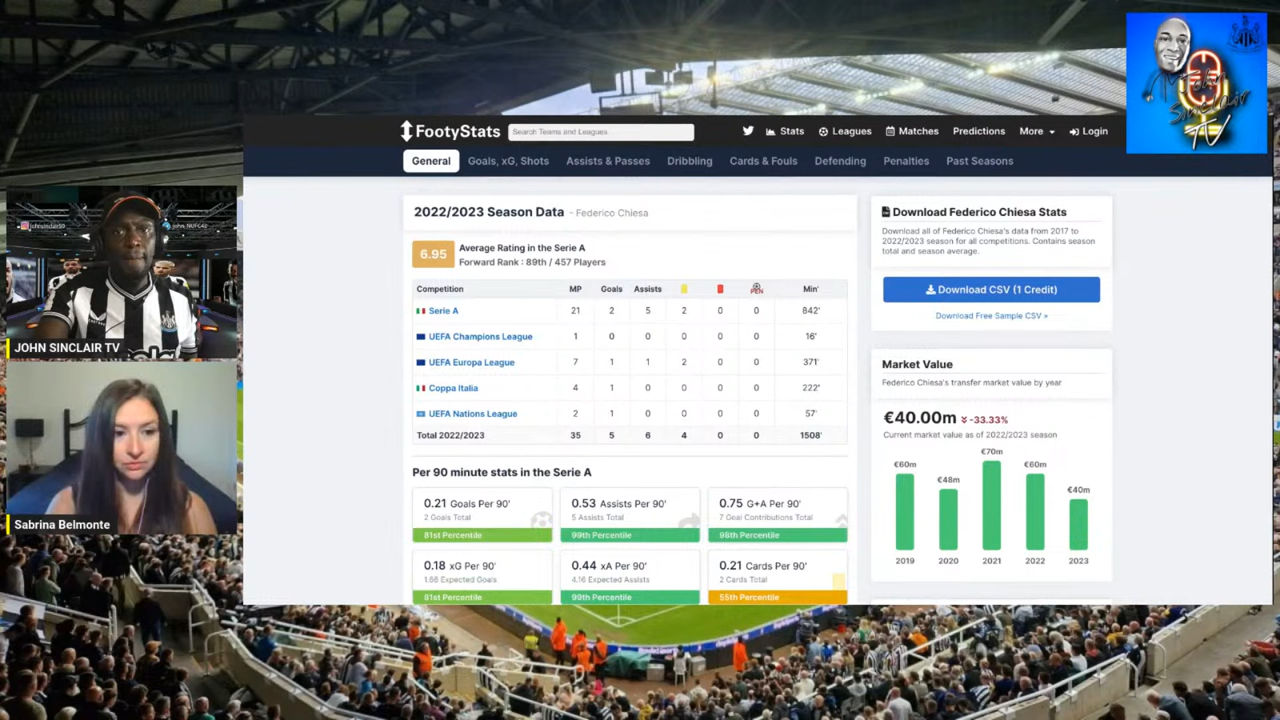 John
Sinclair
TV
FootyStats
Search Teams and Leagues
Stats
Leagues
Matches
Predictions
More
Login
General
Goals, xG, Shots
Assists & Passes
Dribbling
Cards & Fouls
Defending
Penalties
Past Seasons
2022/2023 Season Data - Federico Chiesa
6.95
Average Rating in the Serie A
Forward Rank : 89th / 457 Players
Competition MP Goals Assists PEN Min'
Serie A 21 2 5 2 0 0 842'
UEFA Champions League 1 0 0 0 0 0 16'
UEFA Europa League 7 1 1 2 0 0 371'
Coppa Italia 4 1 0 0 0 0 222'
UEFA Nations League 2 1 0 0 0 0 57'
Total 2022/2023 35 5 6 4 0 0 1508'
Per 90 minute stats in the Serie A
0.21 Goals Per 90'
2 Goals Total
81st Percentile
0.53 Assists Per 90'
5 Assists Total
99th Percentile
0.75 G+A Per 90'
7 Goal Contributions Total
98th Percentile
0.18 xG Per 90'
1.66 Expected Goals
81st Percentile
0.44 xA Per 90'
4.16 Expected Assists
99th Percentile
0.21 Cards Per 90'
2 Cards Total
55th Percentile
Download Federico Chiesa Stats
Download all of Federico Chiesa's data from 2017 to
2022/2023 season for all competitions. Contains season
total and season average.
Download CSV (1 Credit)
Download Free Sample CSV »
Market Value
Federico Chiesa's transfer market value by year
€40.00m -33.33%
Current market value as of 2022/2023 season
€60m €48m €70m €60m €40m
2019 2020 2021 2022 2023
JOHN SINCLAIR TV
Sabrina Belmonte